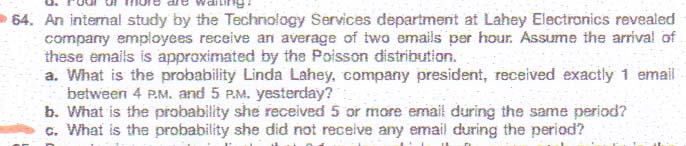 d. Four or more are waiting?
64. An internal study by the Technology Services department at Lahey Electronics revealed
company employees receive an average of two emails per hour. Assume the arrival of
these emails is approximated by the Poisson distribution.
a. What is the probability Linda Lahey, company president, received exactly 1 email
between 4 P.M. and 5 P.M. yesterday?
b. What is the probability she received 5 or more email during the same period?
c. What is the probability she did not receive any email during the period?